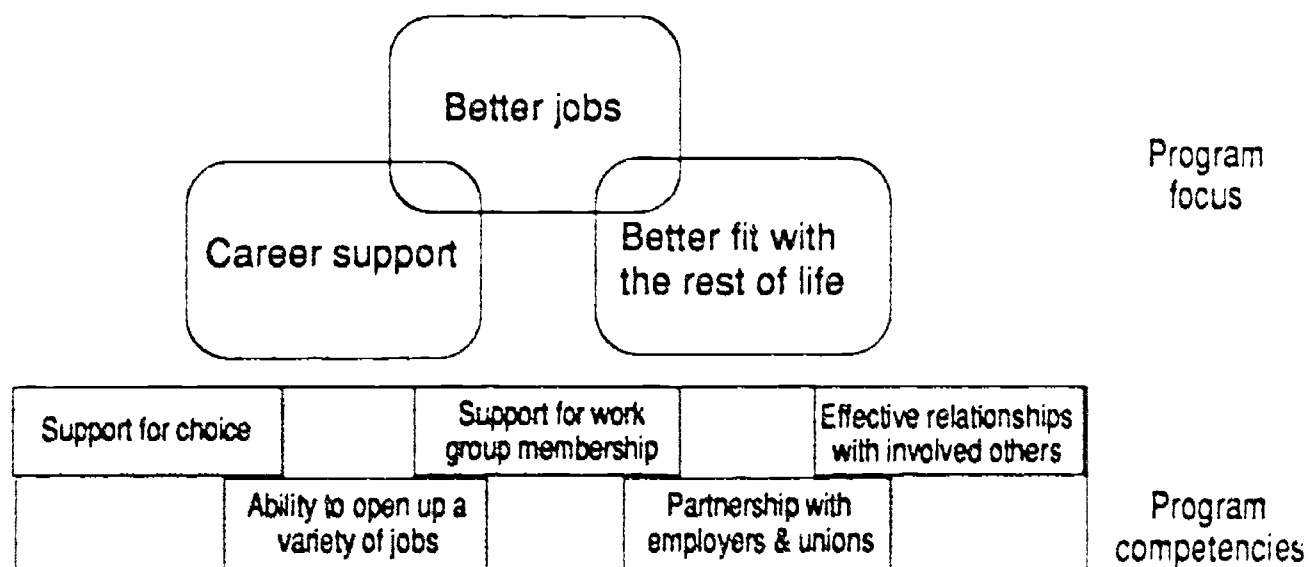 Better jobs
Program
focus
Career support
Better fit with
the rest of life
Support for choice
Support for work
group membership
Effective relationships
with involved others
Ability to open up a
variety of jobs
Partnership with
employers & unions
Program
competencies